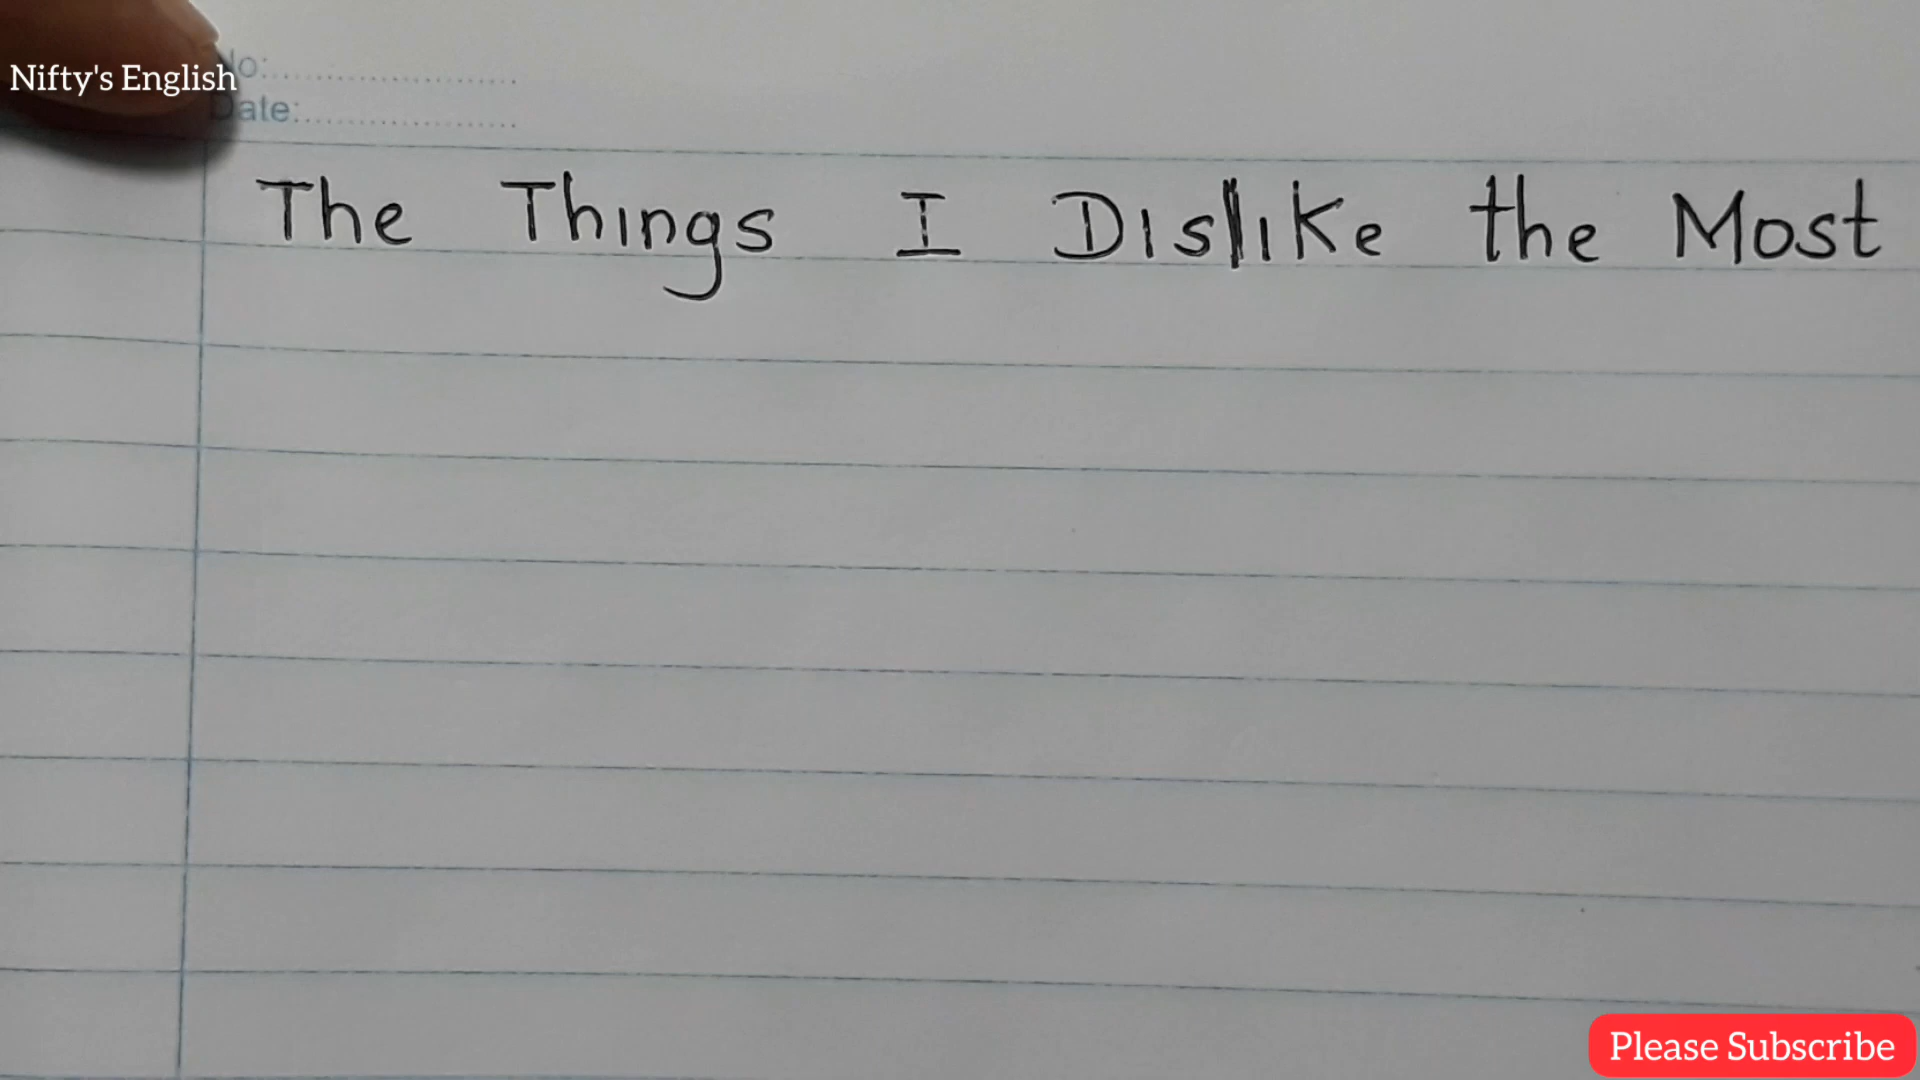 Nifty's English
No:
Date:
The Things I Dislike the Most
Please Subscribe